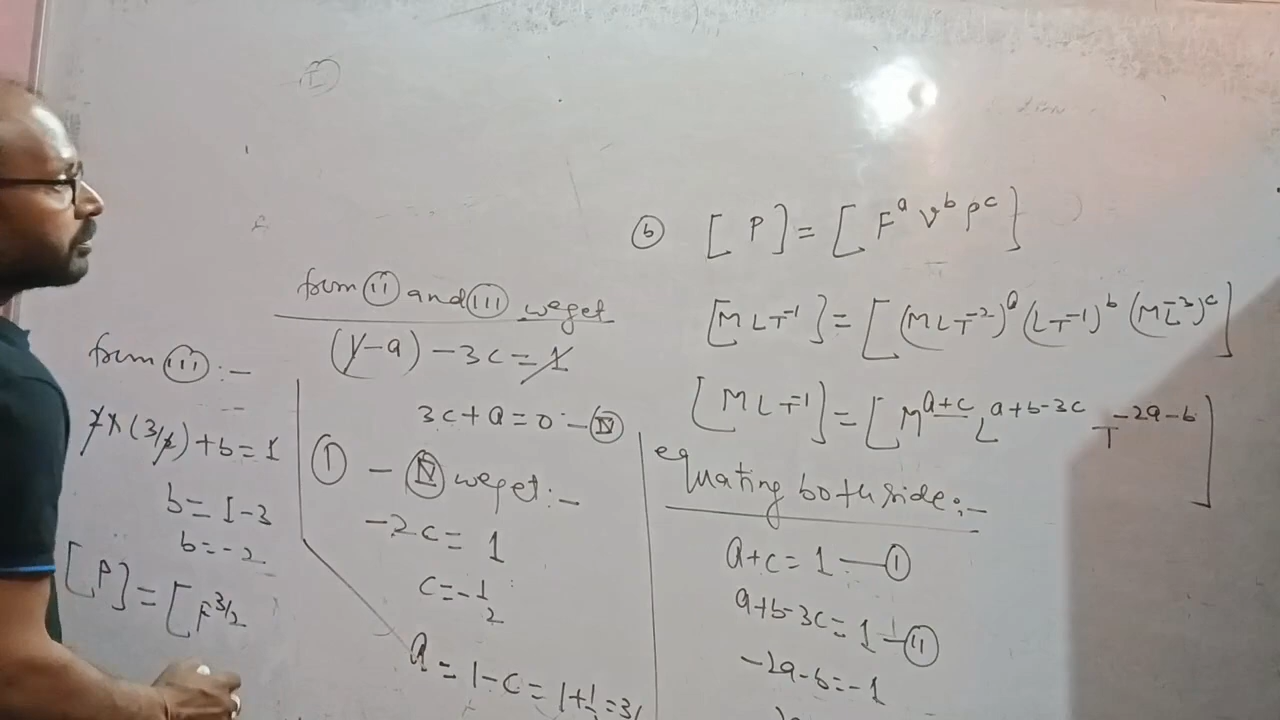 (b) [P] = [F^a v^b ρ^c]
[MLT^-1] = [(MLT^-2)^a (LT^-1)^b (ML^-3)^c]
[MLT^-1] = [M^a+c L^a+b-3c T^-2a-b]
equating both side:-
a+c = 1 — (I)
a+b-3c = 1 — (II)
-2a-b = -1
from (II) and (III) we get
(1-a) -3c = 1
3c+a = 0 — (IV)
(I) - (IV) we get:-
-2c = 1
c = -1/2
a = 1-c = 1+1/2 = 3/
from (III):-
2×(3/2)+b = 1
b = 1-3
b = -2
[P] = [F^3/2